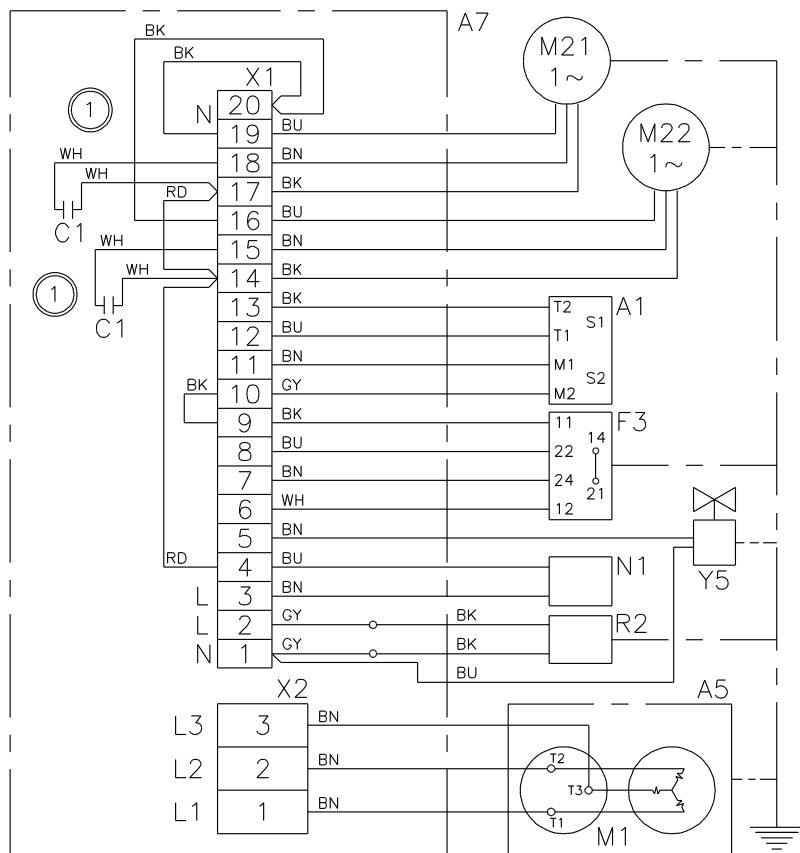 BK
A7
M21
1~
BK
X1
1
N
20
19
BU
M22
1~
WH
18
BN
WH
RD
17
BK
16
BU
C1
WH
15
BN
WH
14
BK
1
C1
13
BK
T2
S1
A1
12
BU
T1
11
BN
M1
S2
BK
10
GY
M2
9
BK
11
14
F3
8
BU
22
7
BN
24
21
6
WH
12
5
BN
RD
4
BU
N1
Y5
L
3
BN
L
2
GY
BK
R2
N
1
GY
BK
BU
X2
A5
L3
3
BN
L2
2
BN
T2
T3
L1
1
BN
T1
M1